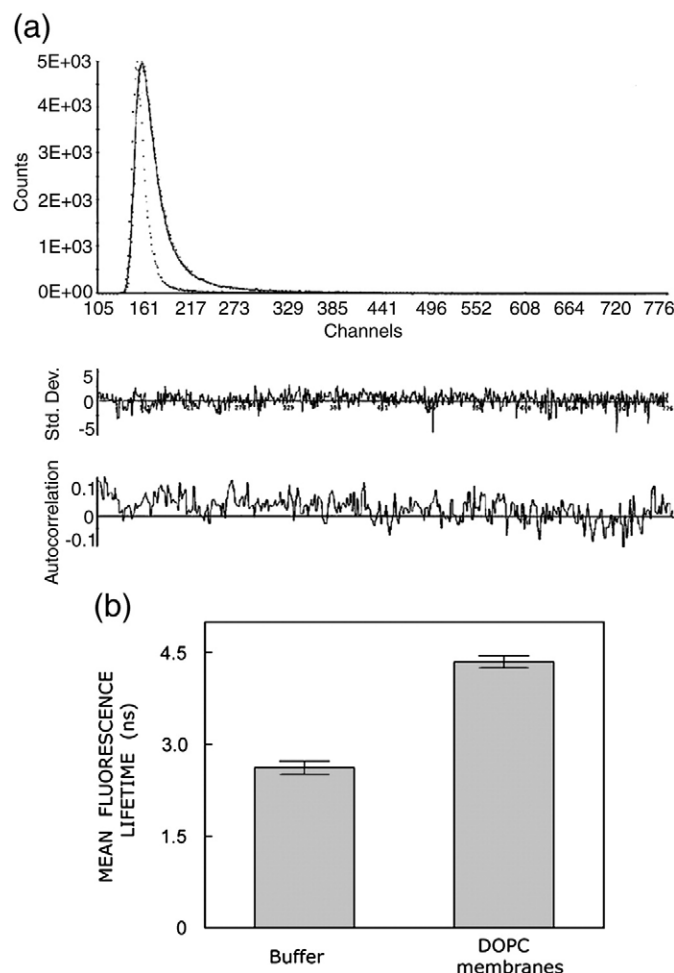 (a)
5E+03
4E+03
3E+03
2E+03
1E+03
0E+00
Counts
105 161 217 273 329 385 441 496 552 608 664 720 776
Channels
5
0
-5
Std. Dev.
0.1
0
-0.1
Autocorrelation
(b)
4.5
3.0
1.5
0
MEAN FLUORESCENCE
LIFETIME (ns)
Buffer
DOPC
membranes